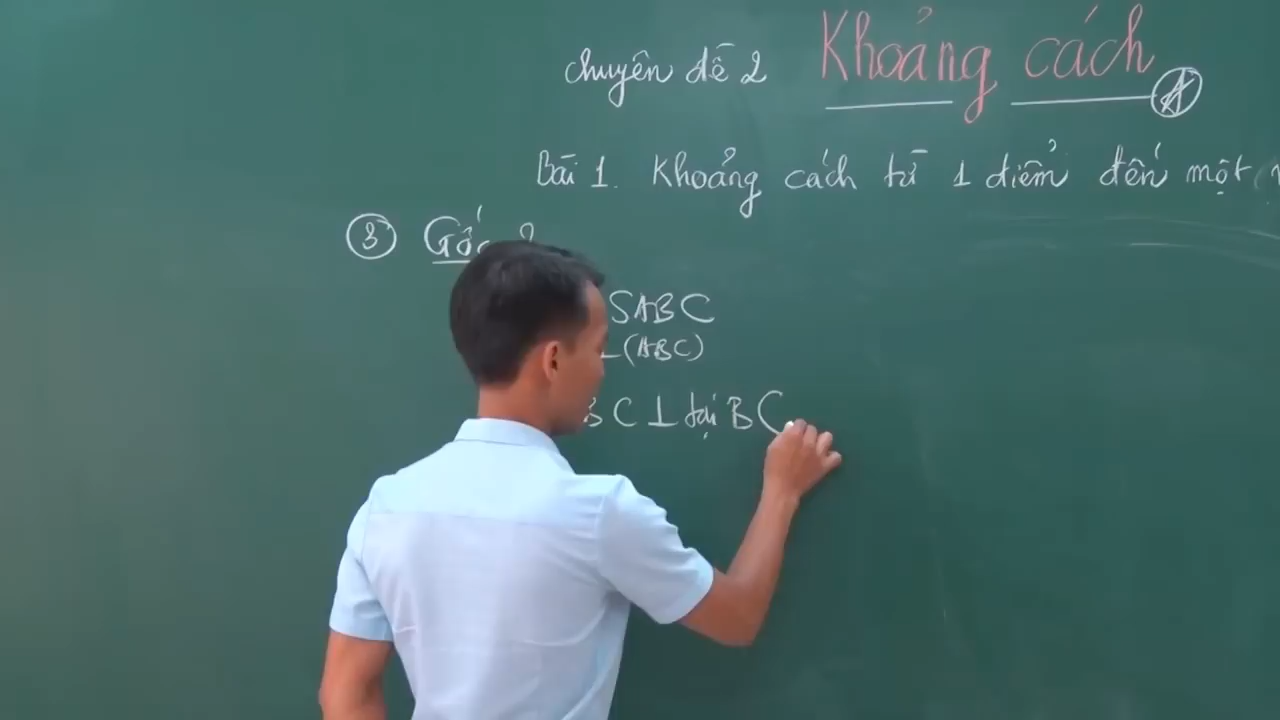 chuyên đề 2 Khoảng cách
Bài 1. Khoảng cách từ 1 điểm đến một
③ Gốc
SABC
⊥(ABC)
BC ⊥ tại B C